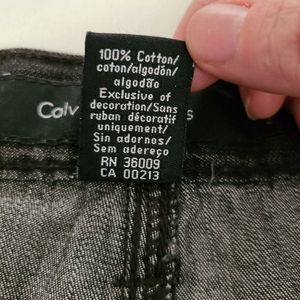 100% Cotton/
coton/algodón/
algodão
Exclusive of
decoration/Sans
ruban décoratif
uniquement/
Sin adornos/
Sem adereço
RN 36009
CA 00213
Calv
s